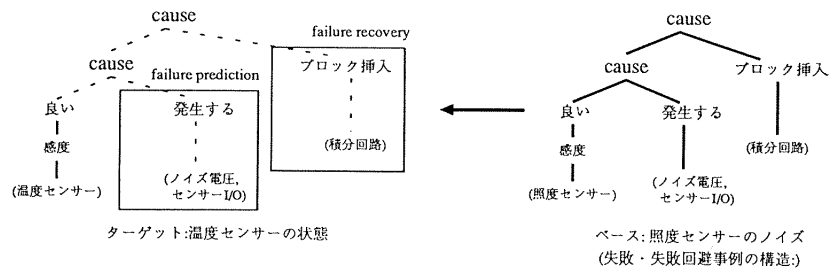 cause
failure recovery
cause
failure prediction
ブロック挿入
良い
発生する
感度
(積分回路)
(温度センサー)
(ノイズ電圧,
センサーI/O)
ターゲット:温度センサーの状態
cause
cause
ブロック挿入
良い
発生する
感度
(積分回路)
(照度センサー)
(ノイズ電圧,
センサーI/O)
ベース:照度センサーのノイズ
(失敗・失敗回避事例の構造:)